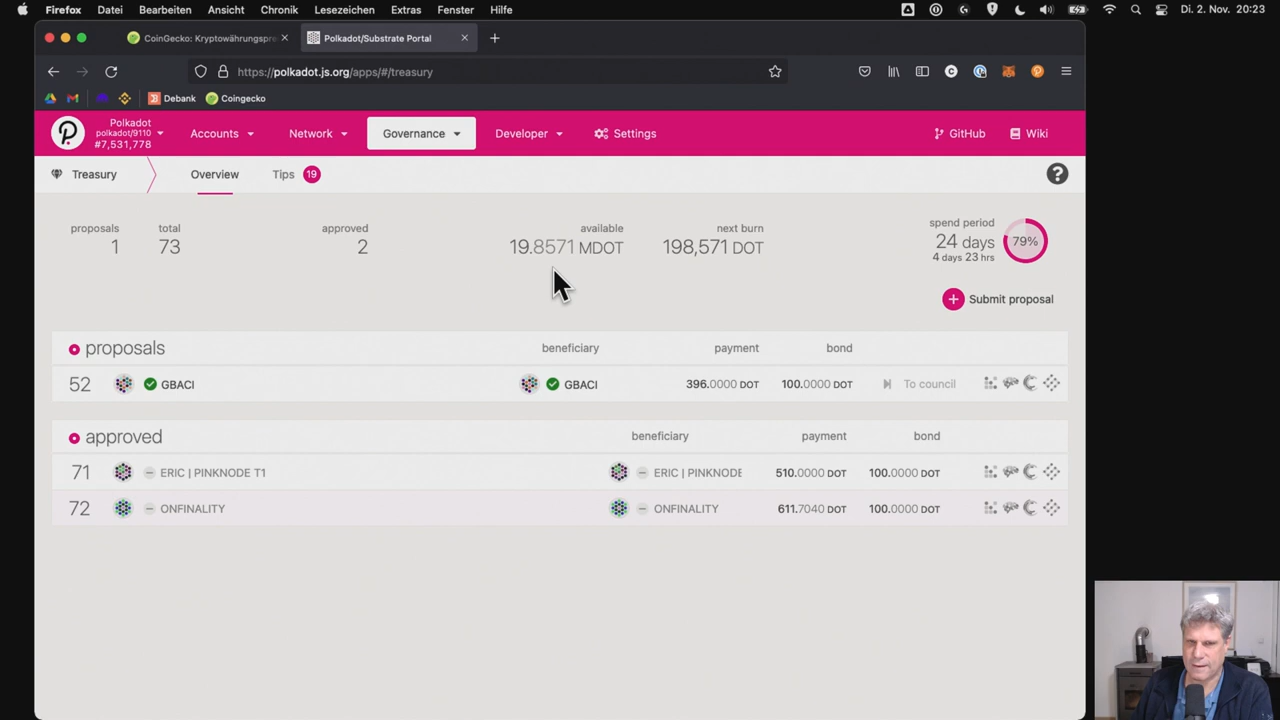 Firefox Datei Bearbeiten Ansicht Chronik Lesezeichen Extras Fenster Hilfe Di. 2. Nov. 20:23
CoinGecko: Kryptowährungspre Polkadot/Substrate Portal
https://polkadot.js.org/apps/#/treasury
Debank Coingecko
Polkadot
polkadot/9110
#7,531,778
Accounts Network Governance Developer Settings GitHub Wiki
Treasury Overview Tips 19
proposals total approved available next burn spend period
1 73 2 19.8571 MDOT 198,571 DOT 24 days 79%
4 days 23 hrs
Submit proposal
proposals beneficiary payment bond
52 GBACI GBACI 396.0000 DOT 100.0000 DOT To council
approved beneficiary payment bond
71 ERIC | PINKNODE T1 ERIC | PINKNODE 510.0000 DOT 100.0000 DOT
72 ONFINALITY ONFINALITY 611.7040 DOT 100.0000 DOT